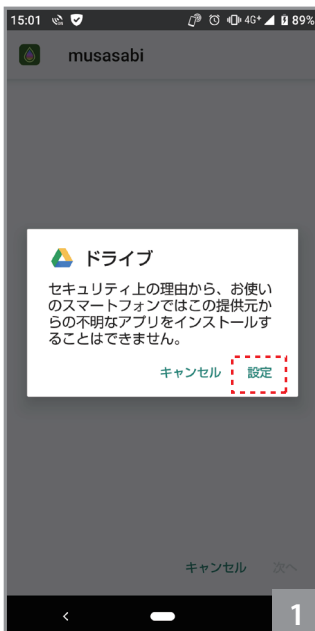 15:01 4G+ 89%
musasabi
ドライブ
セキュリティ上の理由から、お使い
のスマートフォンではこの提供元か
らの不明なアプリをインストールす
ることはできません。
キャンセル 設定
キャンセル 次へ
1